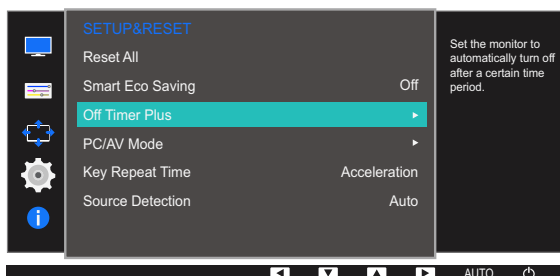 SETUP&RESET
Reset All
Smart Eco Saving Off
Off Timer Plus
PC/AV Mode
Key Repeat Time Acceleration
Source Detection Auto
Set the monitor to
automatically turn off
after a certain time
period.
AUTO